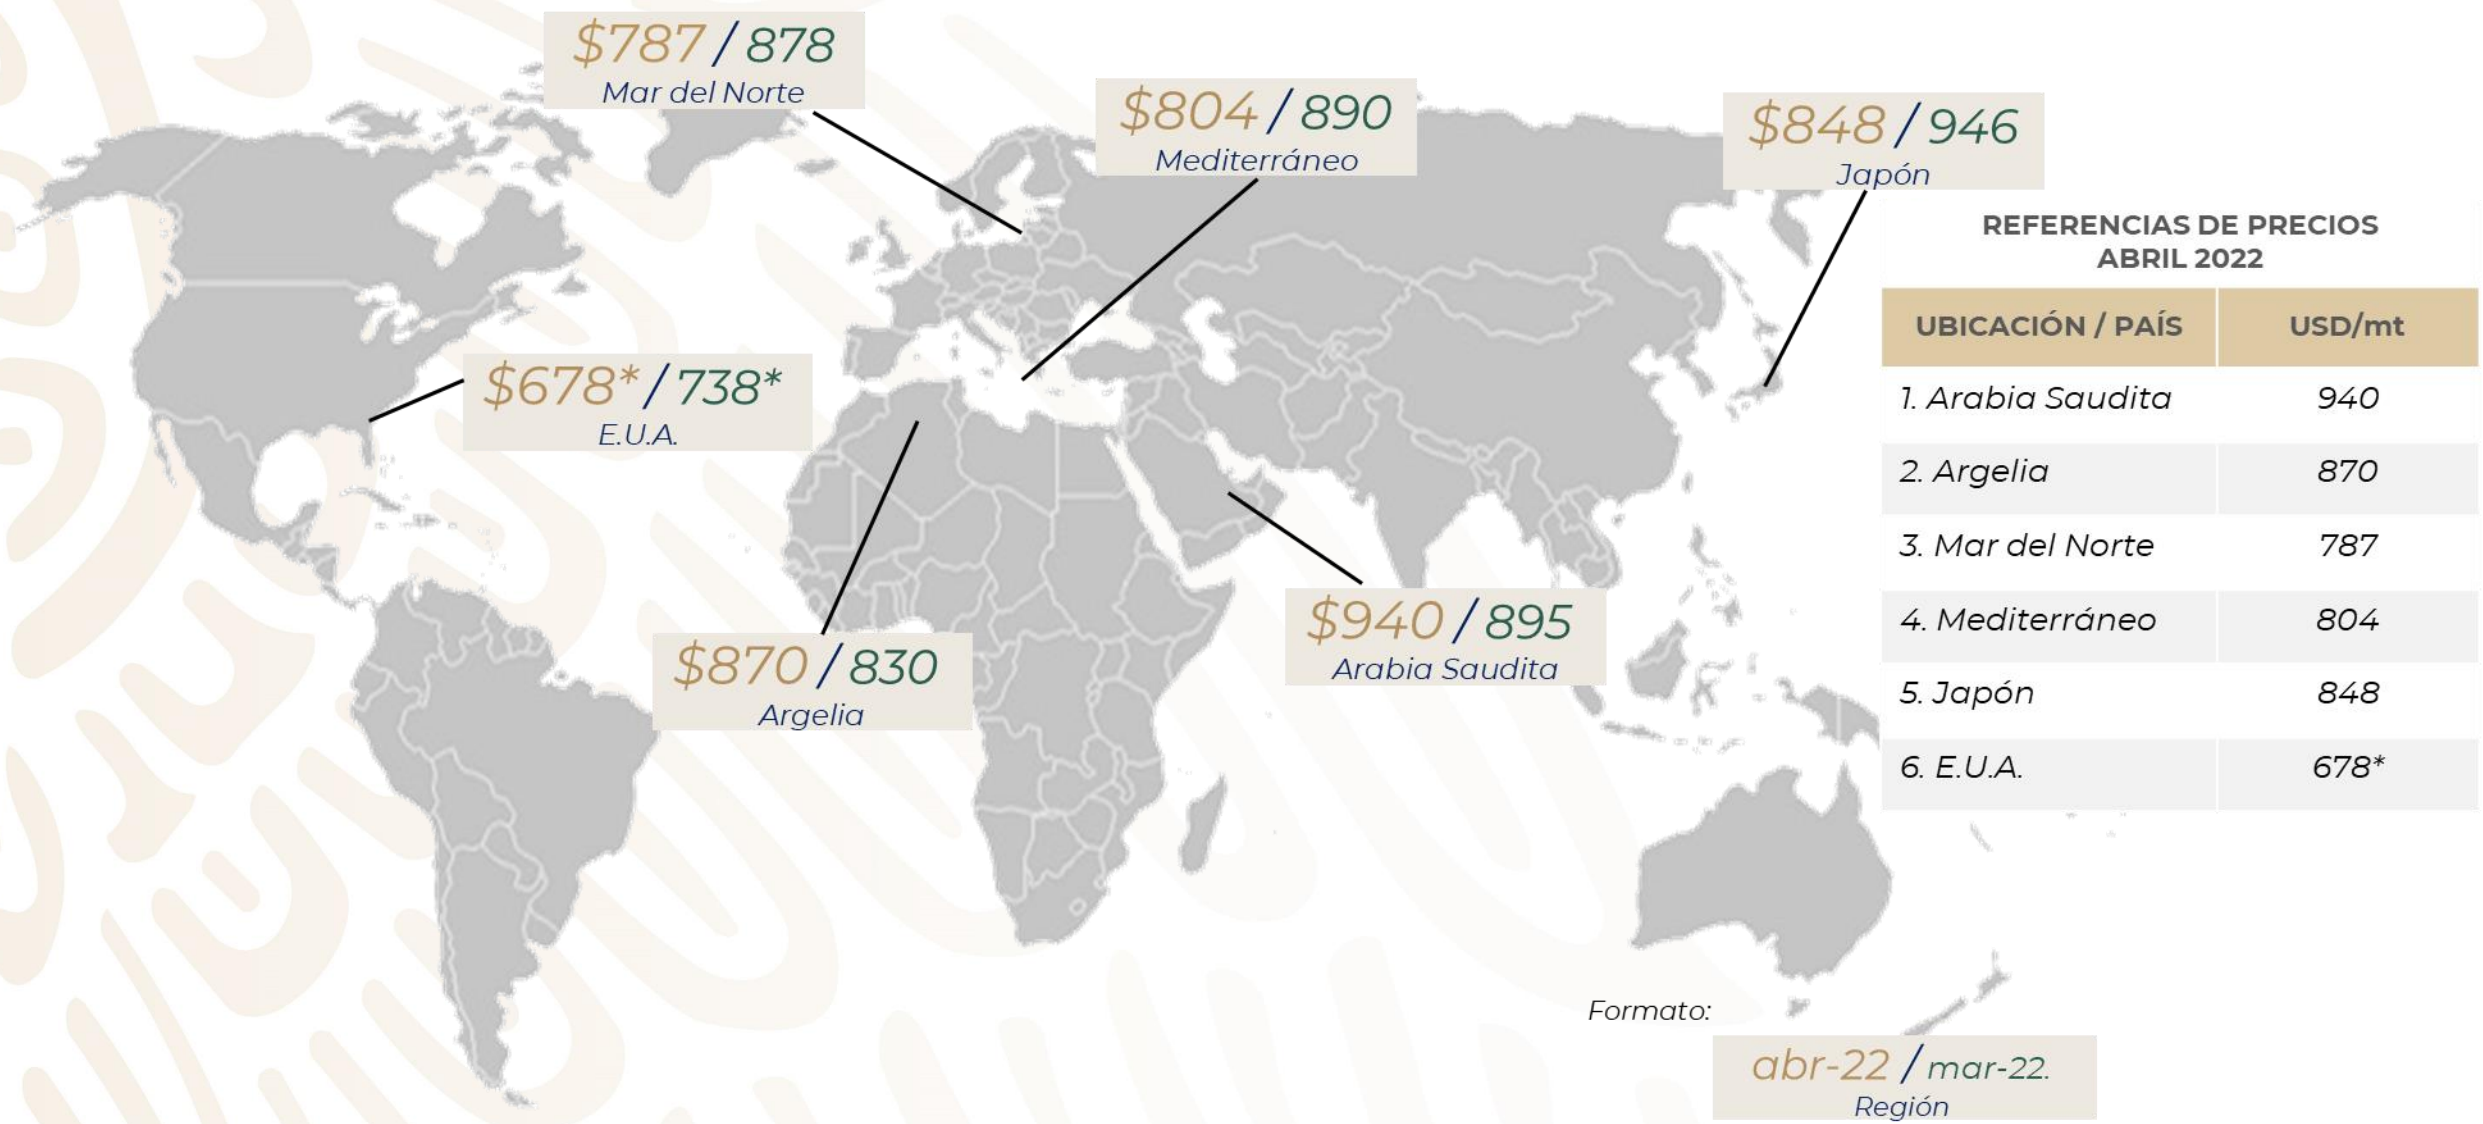 $787 / 878
Mar del Norte
$804 / 890
Mediterráneo
$848 / 946
Japón
$678* / 738*
E.U.A.
$870 / 830
Argelia
$940 / 895
Arabia Saudita
REFERENCIAS DE PRECIOS
ABRIL 2022
UBICACIÓN / PAÍS USD/mt
1. Arabia Saudita 940
2. Argelia 870
3. Mar del Norte 787
4. Mediterráneo 804
5. Japón 848
6. E.U.A. 678*
Formato:
abr-22 / mar-22.
Región